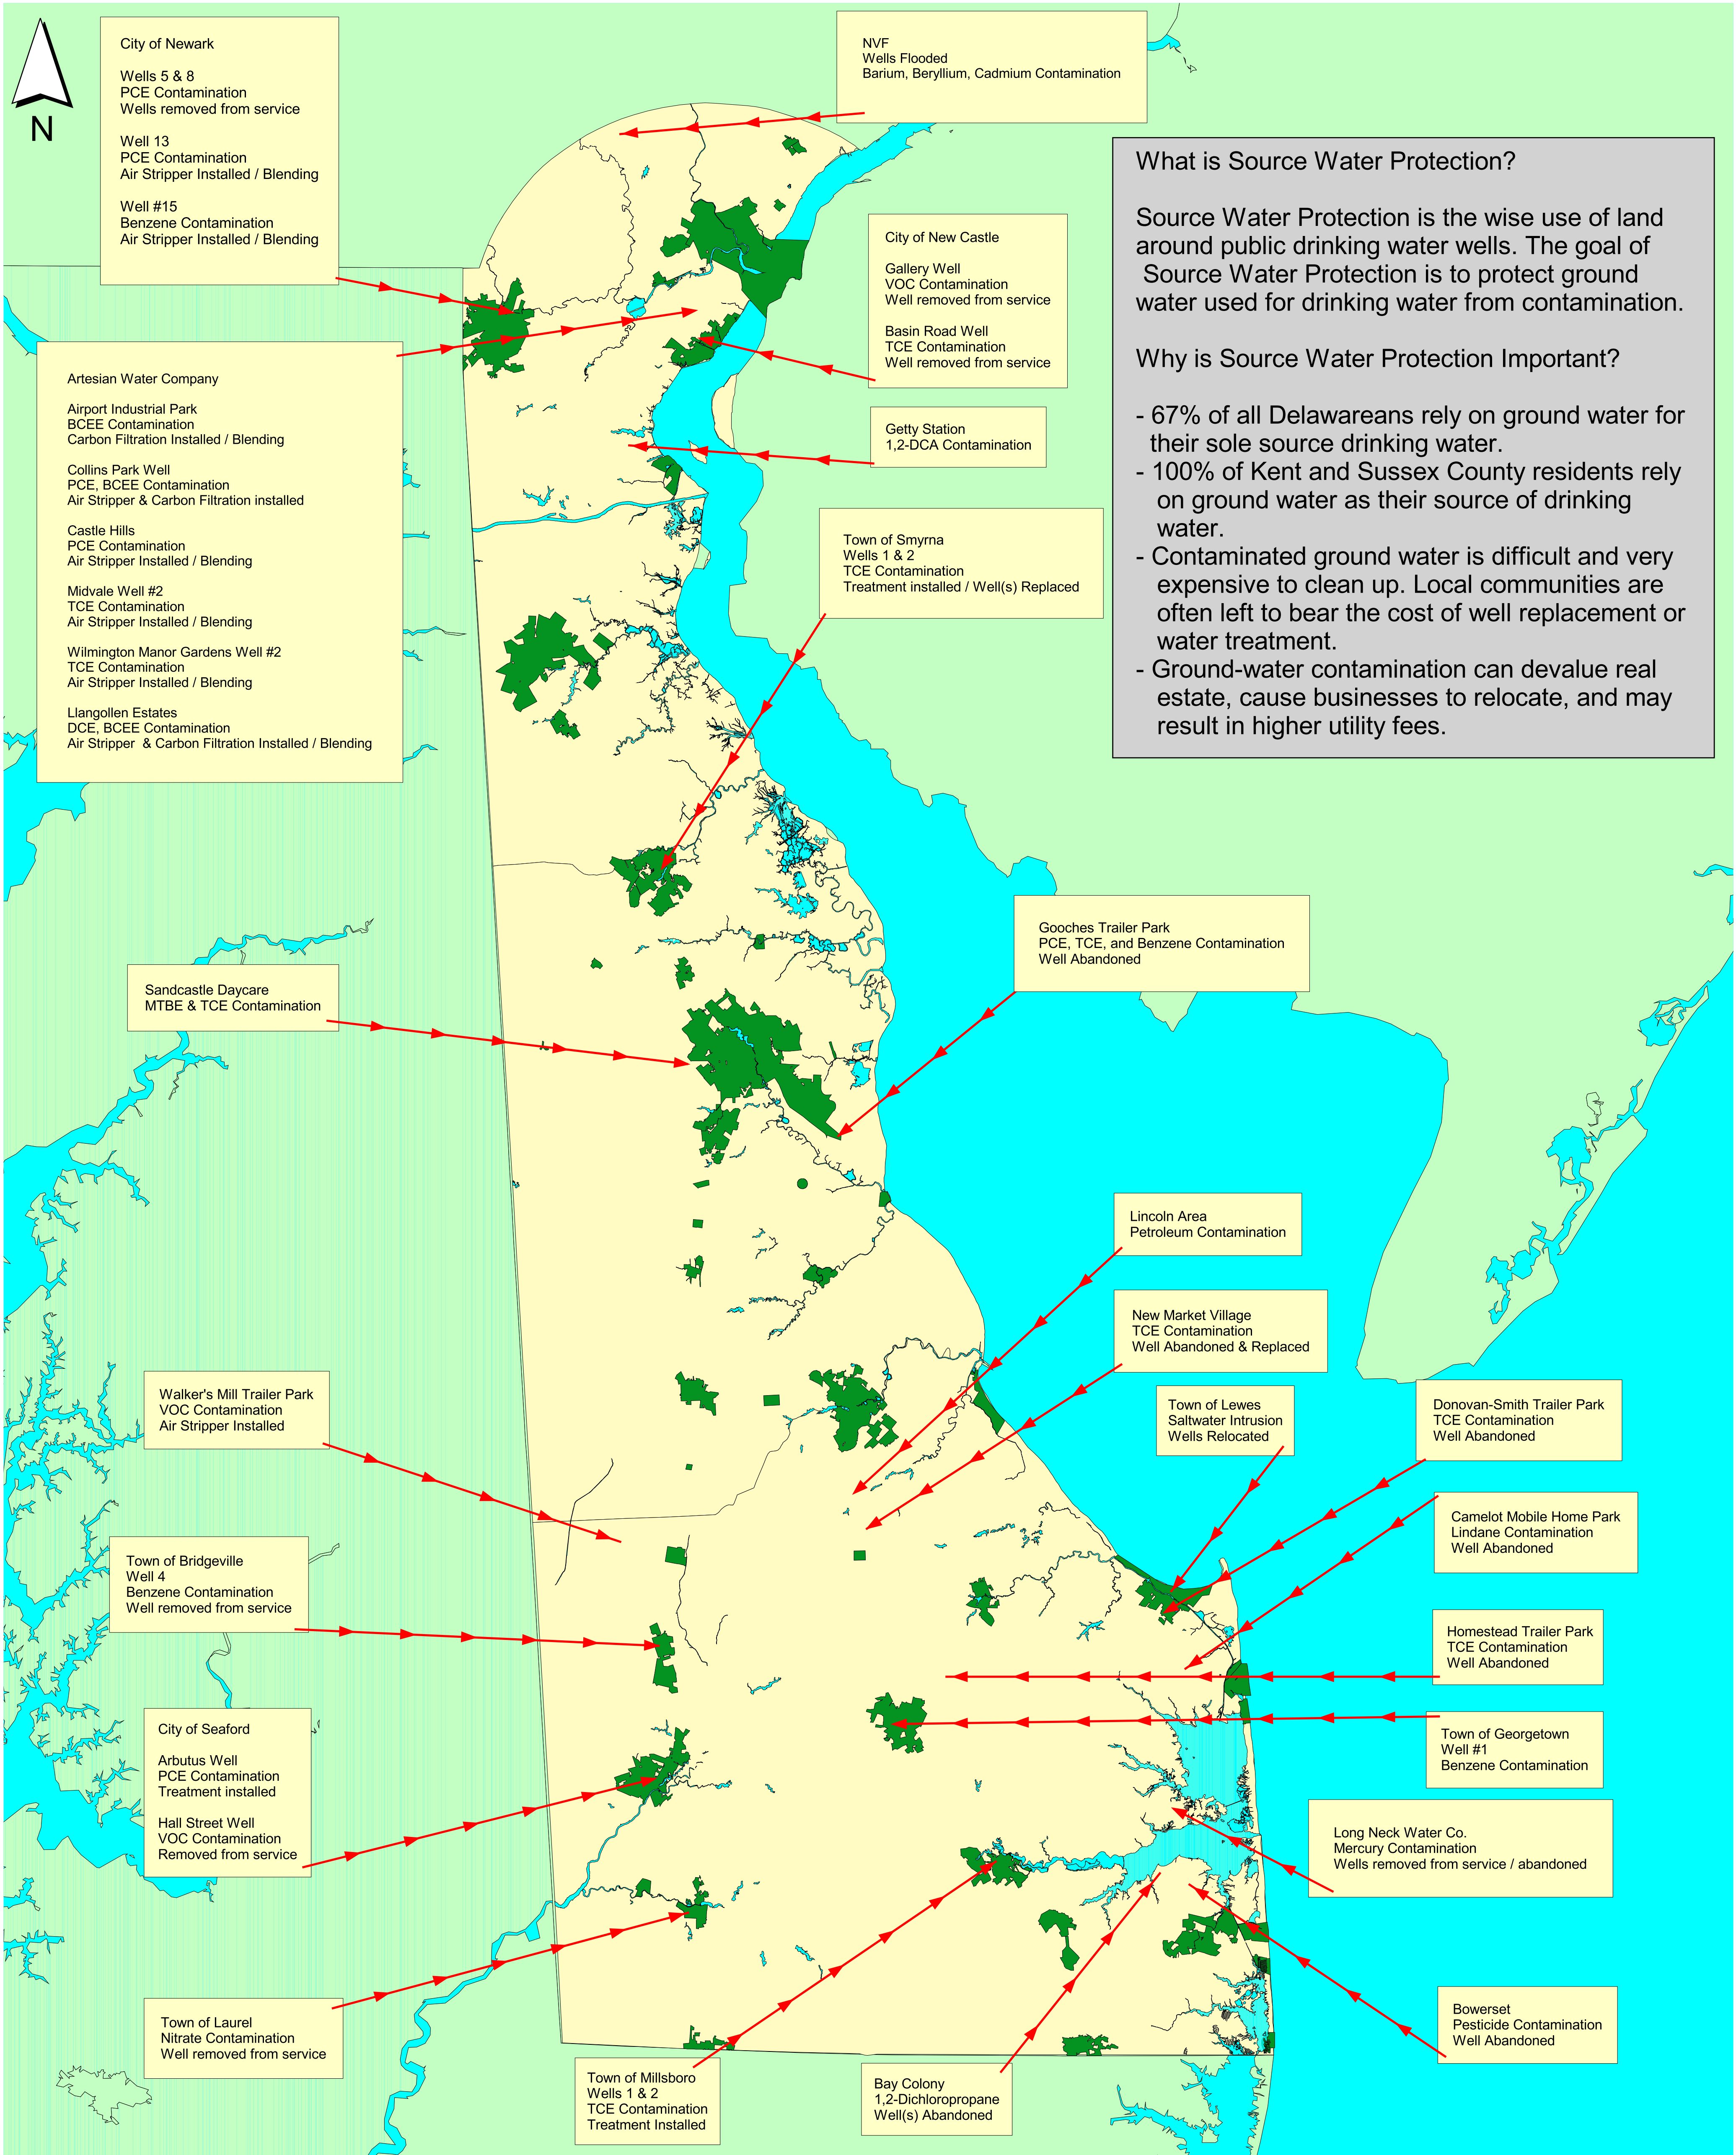 N
City of Newark
Wells 5 & 8
PCE Contamination
Wells removed from service
Well 13
PCE Contamination
Air Stripper Installed / Blending
Well #15
Benzene Contamination
Air Stripper Installed / Blending
NVF
Wells Flooded
Barium, Beryllium, Cadmium Contamination
What is Source Water Protection?
Source Water Protection is the wise use of land
around public drinking water wells. The goal of
Source Water Protection is to protect ground
water used for drinking water from contamination.
Why is Source Water Protection Important?
- 67% of all Delawareans rely on ground water for
their sole source drinking water.
- 100% of Kent and Sussex County residents rely
on ground water as their source of drinking
water.
- Contaminated ground water is difficult and very
expensive to clean up. Local communities are
often left to bear the cost of well replacement or
water treatment.
- Ground-water contamination can devalue real
estate, cause businesses to relocate, and may
result in higher utility fees.
City of New Castle
Gallery Well
VOC Contamination
Well removed from service
Basin Road Well
TCE Contamination
Well removed from service
Artesian Water Company
Airport Industrial Park
BCEE Contamination
Carbon Filtration Installed / Blending
Collins Park Well
PCE, BCEE Contamination
Air Stripper & Carbon Filtration installed
Castle Hills
PCE Contamination
Air Stripper Installed / Blending
Midvale Well #2
TCE Contamination
Air Stripper Installed / Blending
Wilmington Manor Gardens Well #2
TCE Contamination
Air Stripper Installed / Blending
Llangollen Estates
DCE, BCEE Contamination
Air Stripper & Carbon Filtration Installed / Blending
Getty Station
1,2-DCA Contamination
Town of Smyrna
Wells 1 & 2
TCE Contamination
Treatment installed / Well(s) Replaced
Gooches Trailer Park
PCE, TCE, and Benzene Contamination
Well Abandoned
Sandcastle Daycare
MTBE & TCE Contamination
Lincoln Area
Petroleum Contamination
New Market Village
TCE Contamination
Well Abandoned & Replaced
Walker's Mill Trailer Park
VOC Contamination
Air Stripper Installed
Town of Lewes
Saltwater Intrusion
Wells Relocated
Donovan-Smith Trailer Park
TCE Contamination
Well Abandoned
Camelot Mobile Home Park
Lindane Contamination
Well Abandoned
Town of Bridgeville
Well 4
Benzene Contamination
Well removed from service
Homestead Trailer Park
TCE Contamination
Well Abandoned
City of Seaford
Arbutus Well
PCE Contamination
Treatment installed
Hall Street Well
VOC Contamination
Removed from service
Town of Georgetown
Well #1
Benzene Contamination
Long Neck Water Co.
Mercury Contamination
Wells removed from service / abandoned
Town of Laurel
Nitrate Contamination
Well removed from service
Bowerset
Pesticide Contamination
Well Abandoned
Town of Millsboro
Wells 1 & 2
TCE Contamination
Treatment Installed
Bay Colony
1,2-Dichloropropane
Well(s) Abandoned